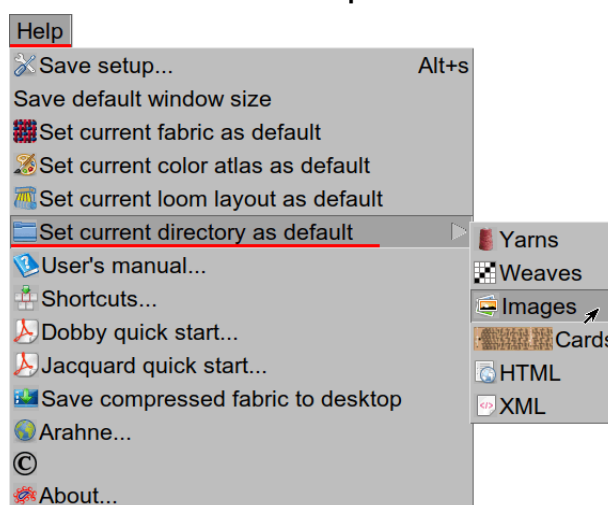 Help
Save setup... Alt+s
Save default window size
Set current fabric as default
Set current color atlas as default
Set current loom layout as default
Set current directory as default
User's manual...
Shortcuts...
Dobby quick start...
Jacquard quick start...
Save compressed fabric to desktop
Arahne...
©
About...
Yarns
Weaves
Images
Cards
HTML
XML